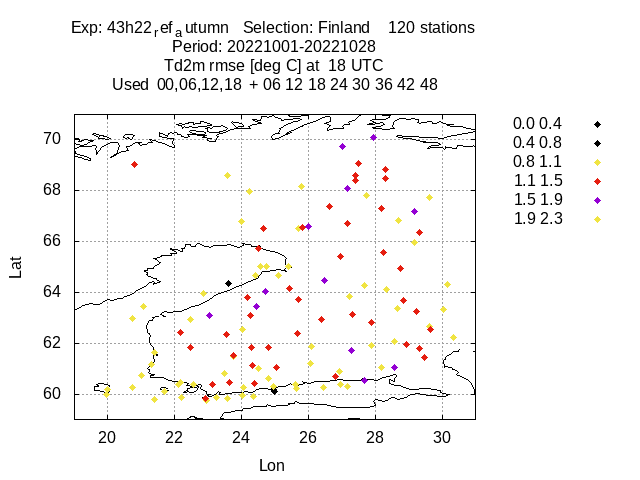 Exp: 43h22refautumn Selection: Finland 120 stations
Period: 20221001-20221028
Td2m rmse [deg C] at 18 UTC
Used 00,06,12,18 + 06 12 18 24 30 36 42 48
0.0 0.4
0.4 0.8
0.8 1.1
1.1 1.5
1.5 1.9
1.9 2.3
70
68
66
64
62
60
Lat
20 22 24 26 28 30
Lon